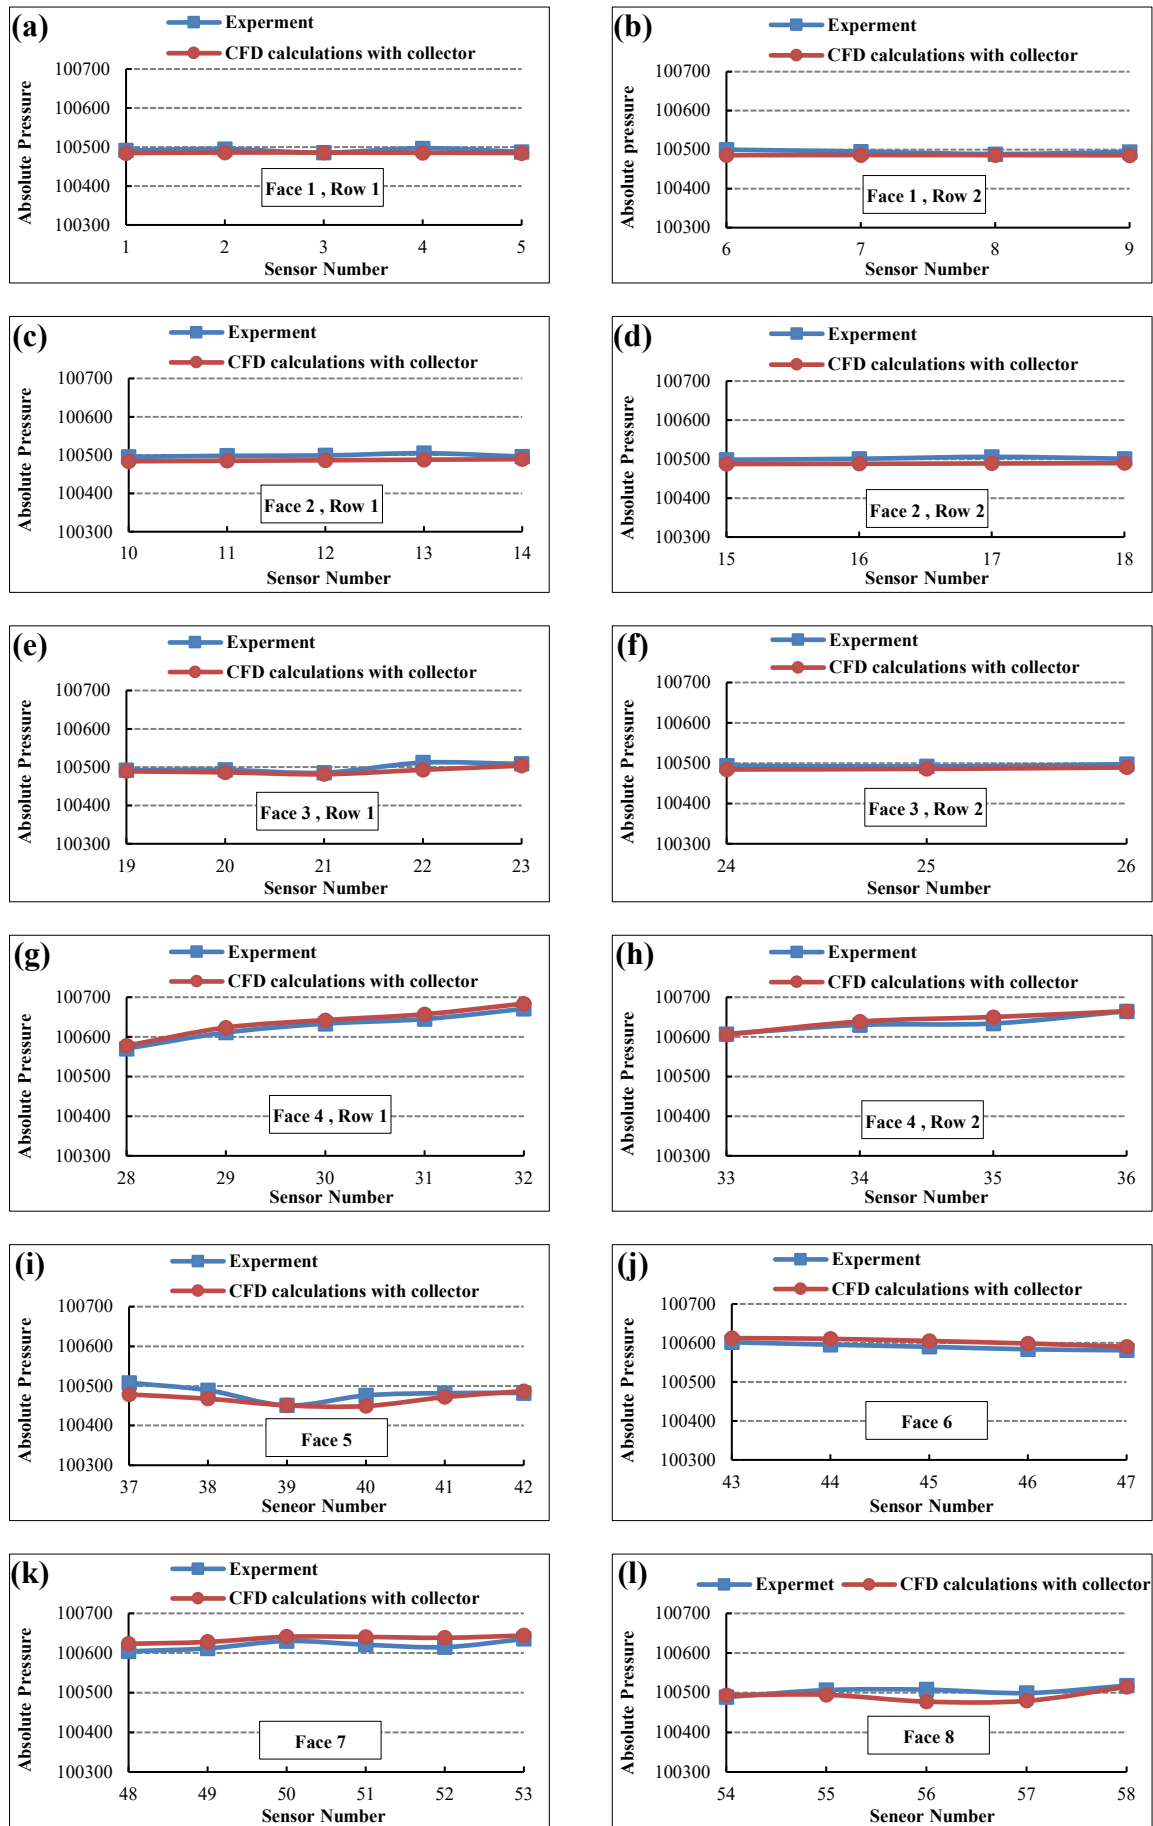 (a)
Experment
CFD calculations with collector
Absolute Pressure
100700
100600
100500
100400
100300
Face 1 , Row 1
1 2 3 4 5
Sensor Number
(b)
Experment
CFD calculations with collector
Absolute pressure
100700
100600
100500
100400
100300
Face 1 , Row 2
6 7 8 9
Sensor Number
(c)
Experment
CFD calculations with collector
Absolute Pressure
100700
100600
100500
100400
100300
Face 2 , Row 1
10 11 12 13 14
Sensor Number
(d)
Experment
CFD calculations with collector
Absolute Pressure
100700
100600
100500
100400
100300
Face 2 , Row 2
15 16 17 18
Sensor Number
(e)
Experment
CFD calculations with collector
Absolute Pressure
100700
100600
100500
100400
100300
Face 3 , Row 1
19 20 21 22 23
Sensor Number
(f)
Experment
CFD calculations with collector
Absolute Pressure
100700
100600
100500
100400
100300
Face 3 , Row 2
24 25 26
Sensor Number
(g)
Experment
CFD calculations with collector
Absolute Pressure
100700
100600
100500
100400
100300
Face 4 , Row 1
28 29 30 31 32
Sensor Number
(h)
Experment
CFD calculations with collector
Absolute Pressure
100700
100600
100500
100400
100300
Face 4 , Row 2
33 34 35 36
Sensor Number
(i)
Experment
CFD calculations with collector
Absolute Pressure
100700
100600
100500
100400
100300
Face 5
37 38 39 40 41 42
Seneor Number
(j)
Experment
CFD calculations with collector
Absolute Pressure
100700
100600
100500
100400
100300
Face 6
43 44 45 46 47
Sensor Number
(k)
Experment
CFD calculations with collector
Absolute Pressure
100700
100600
100500
100400
100300
Face 7
48 49 50 51 52 53
Sensor Number
(l)
Expermet CFD calculations with collector
Absolute Pressure
100700
100600
100500
100400
100300
Face 8
54 55 56 57 58
Seneor Number